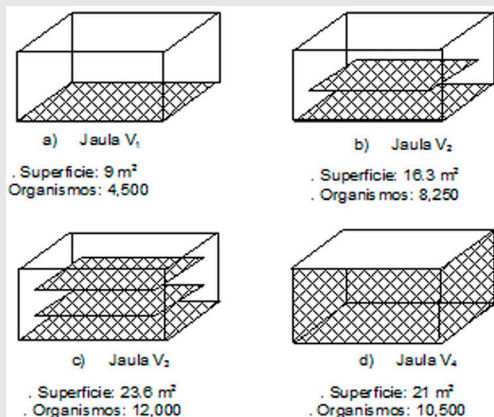 a) Jaula V₁
. Superficie: 9 m²
Organismos: 4,500
b) Jaula V₂
. Superficie: 16.3 m²
. Organismos: 8,250
c) Jaula V₃
. Superficie: 23.6 m²
. Organismos: 12,000
d) Jaula V₄
. Superficie: 21 m²
. Organismos: 10,500